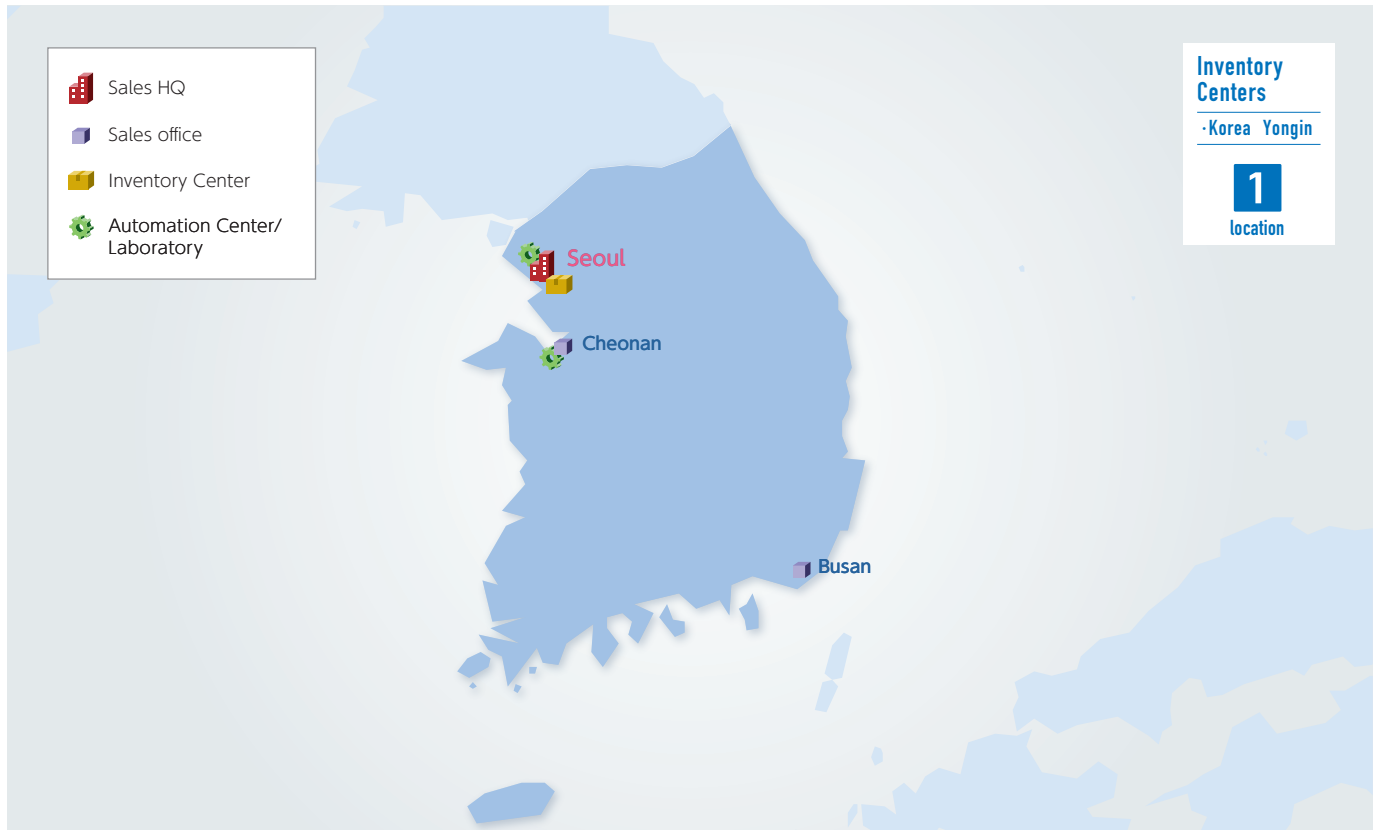 Sales HQ
Sales office
Inventory Center
Automation Center/
Laboratory
Inventory
Centers
·Korea Yongin
1
location
Seoul
Cheonan
Busan